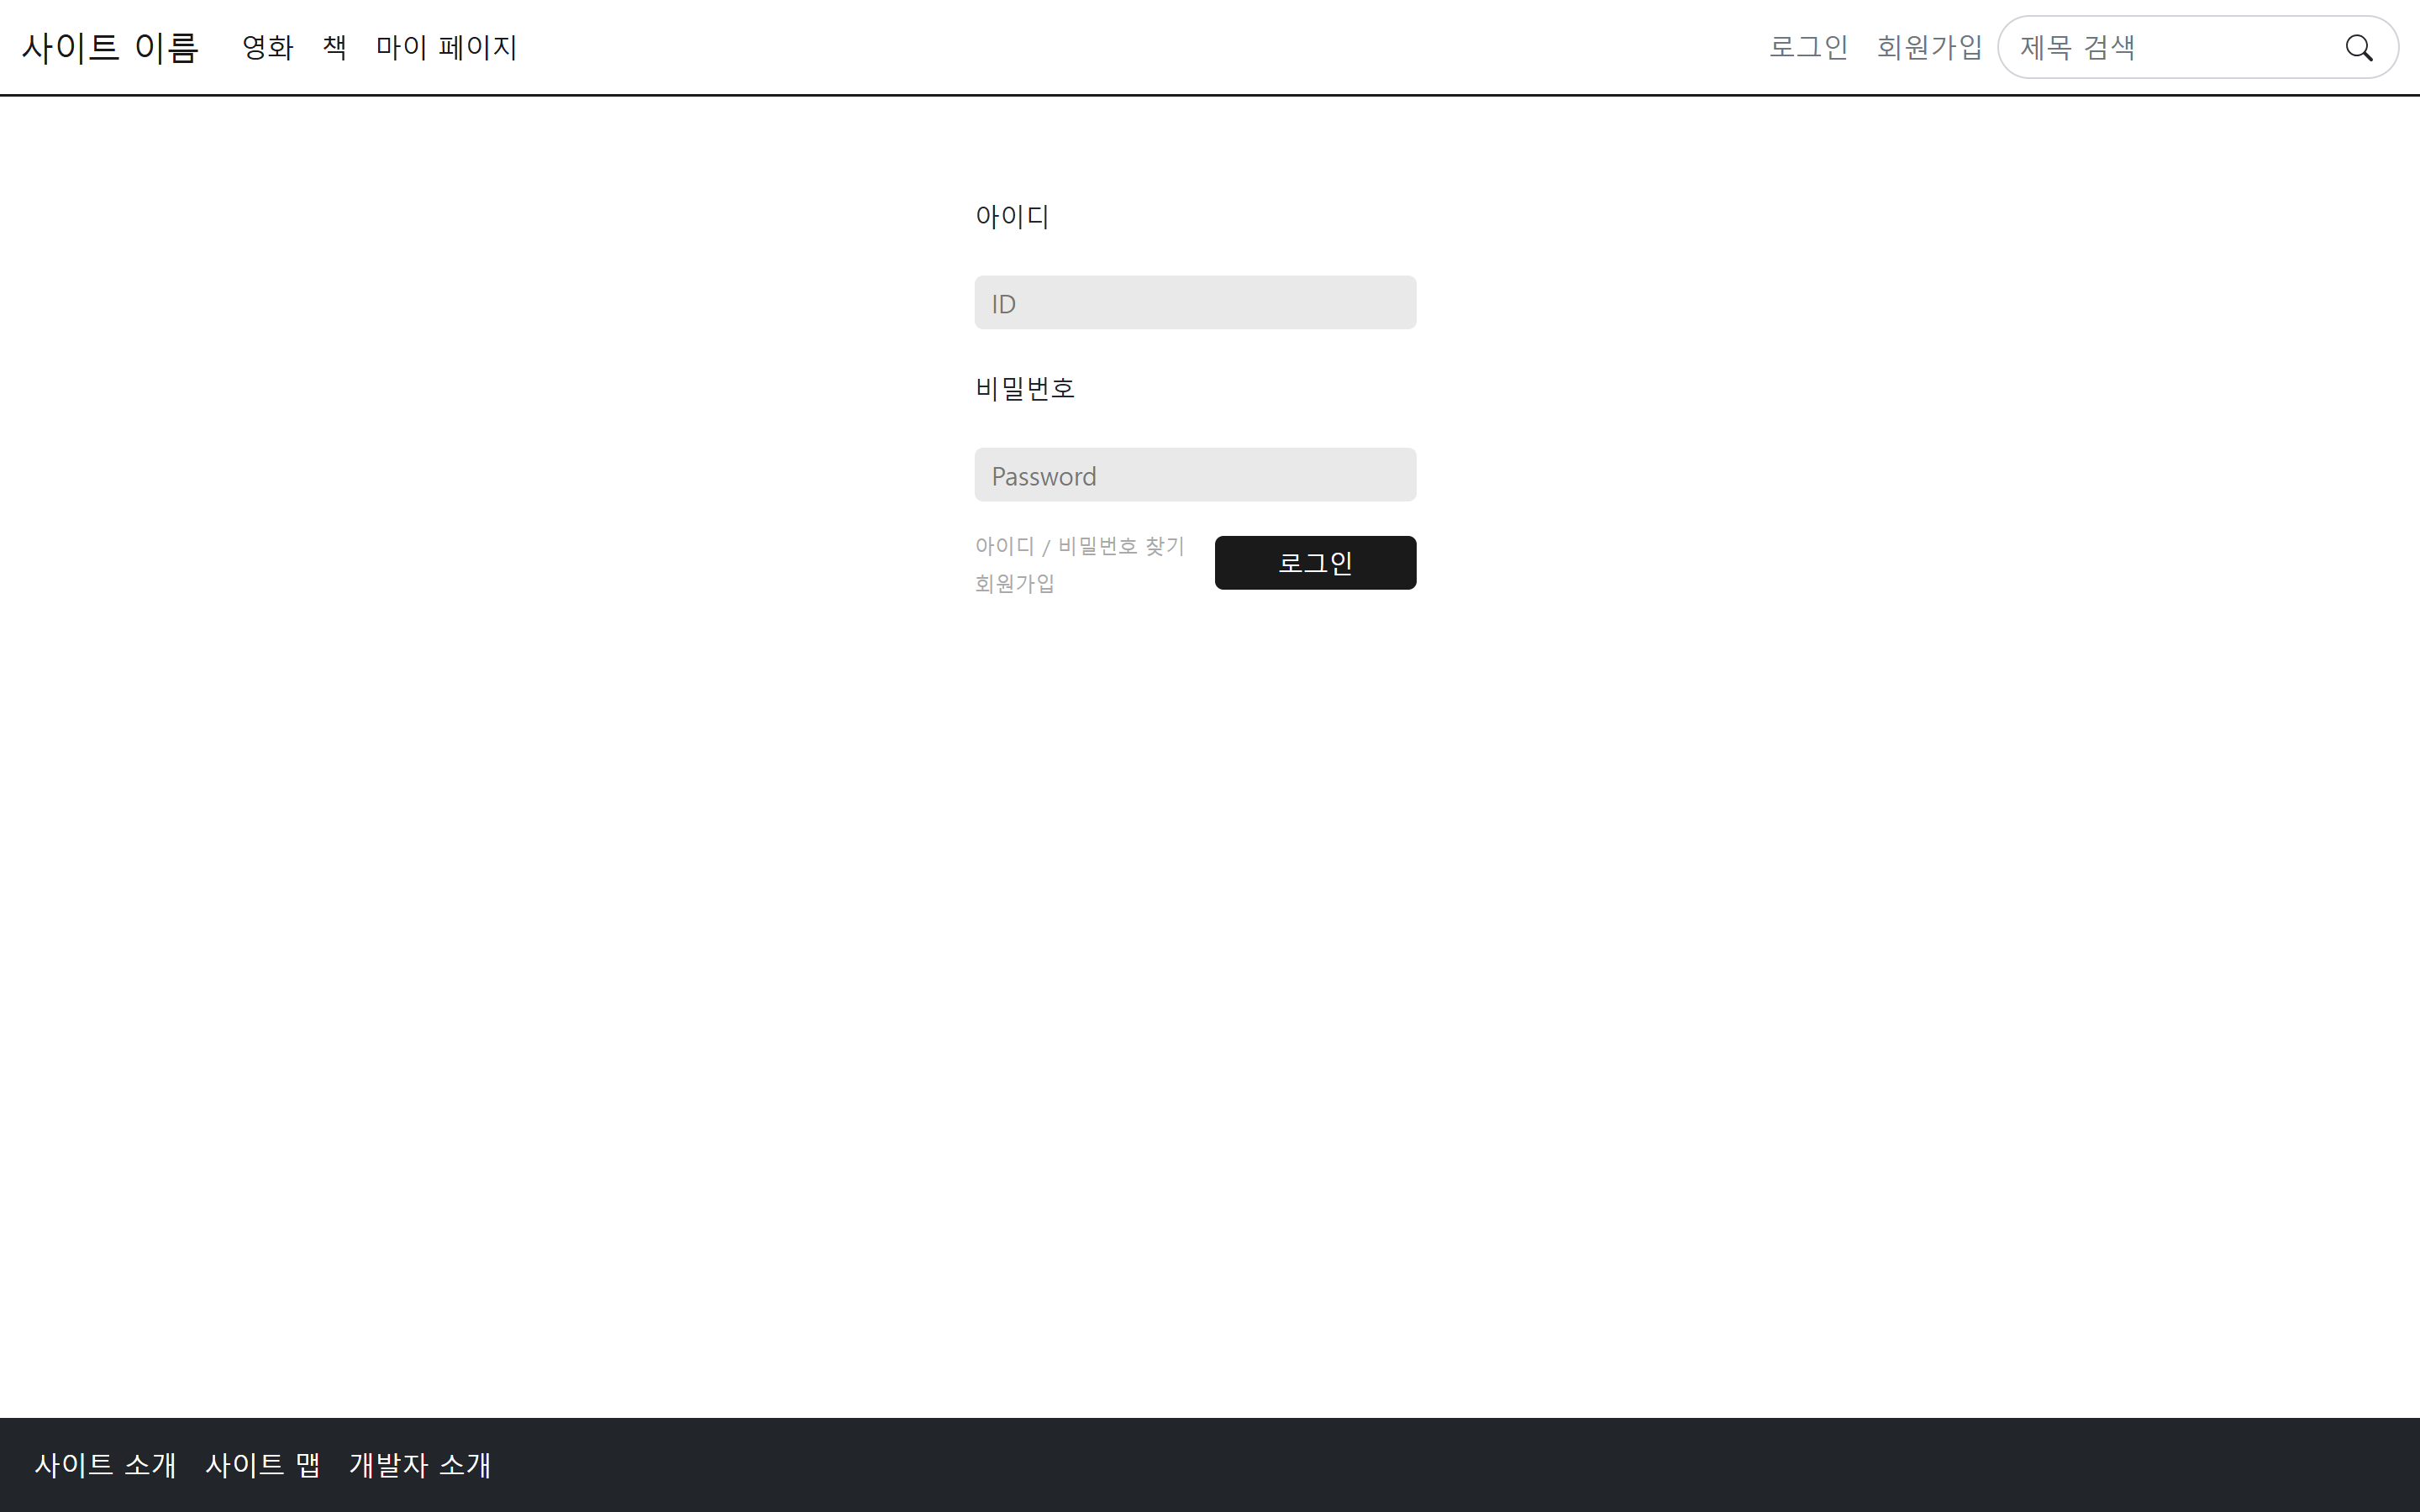 사이트 이름 영화 책 마이 페이지 로그인 회원가입 제목 검색
아이디
ID
비밀번호
Password
아이디 / 비밀번호 찾기
회원가입
로그인
사이트 소개 사이트 맵 개발자 소개